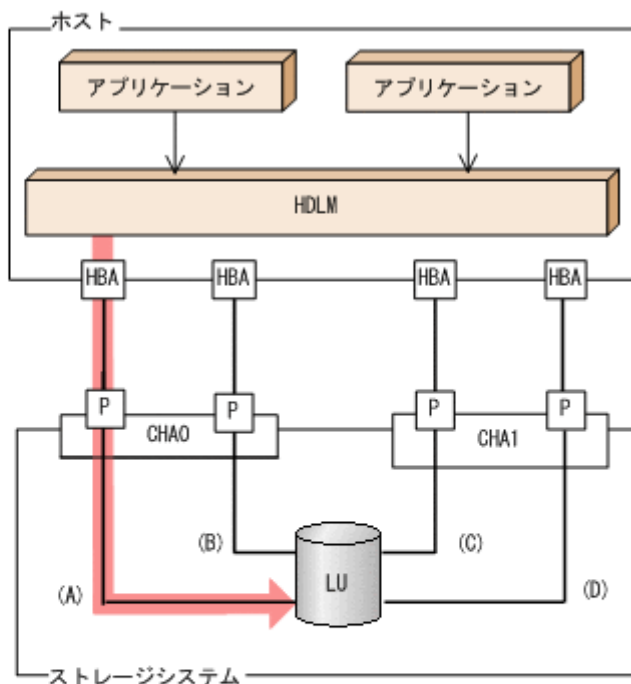 ホスト
アプリケーション アプリケーション
HDLM
HBA HBA HBA HBA
P P P P
CHA0 CHA1
(B) (C)
(A) LU (D)
ストレージシステム